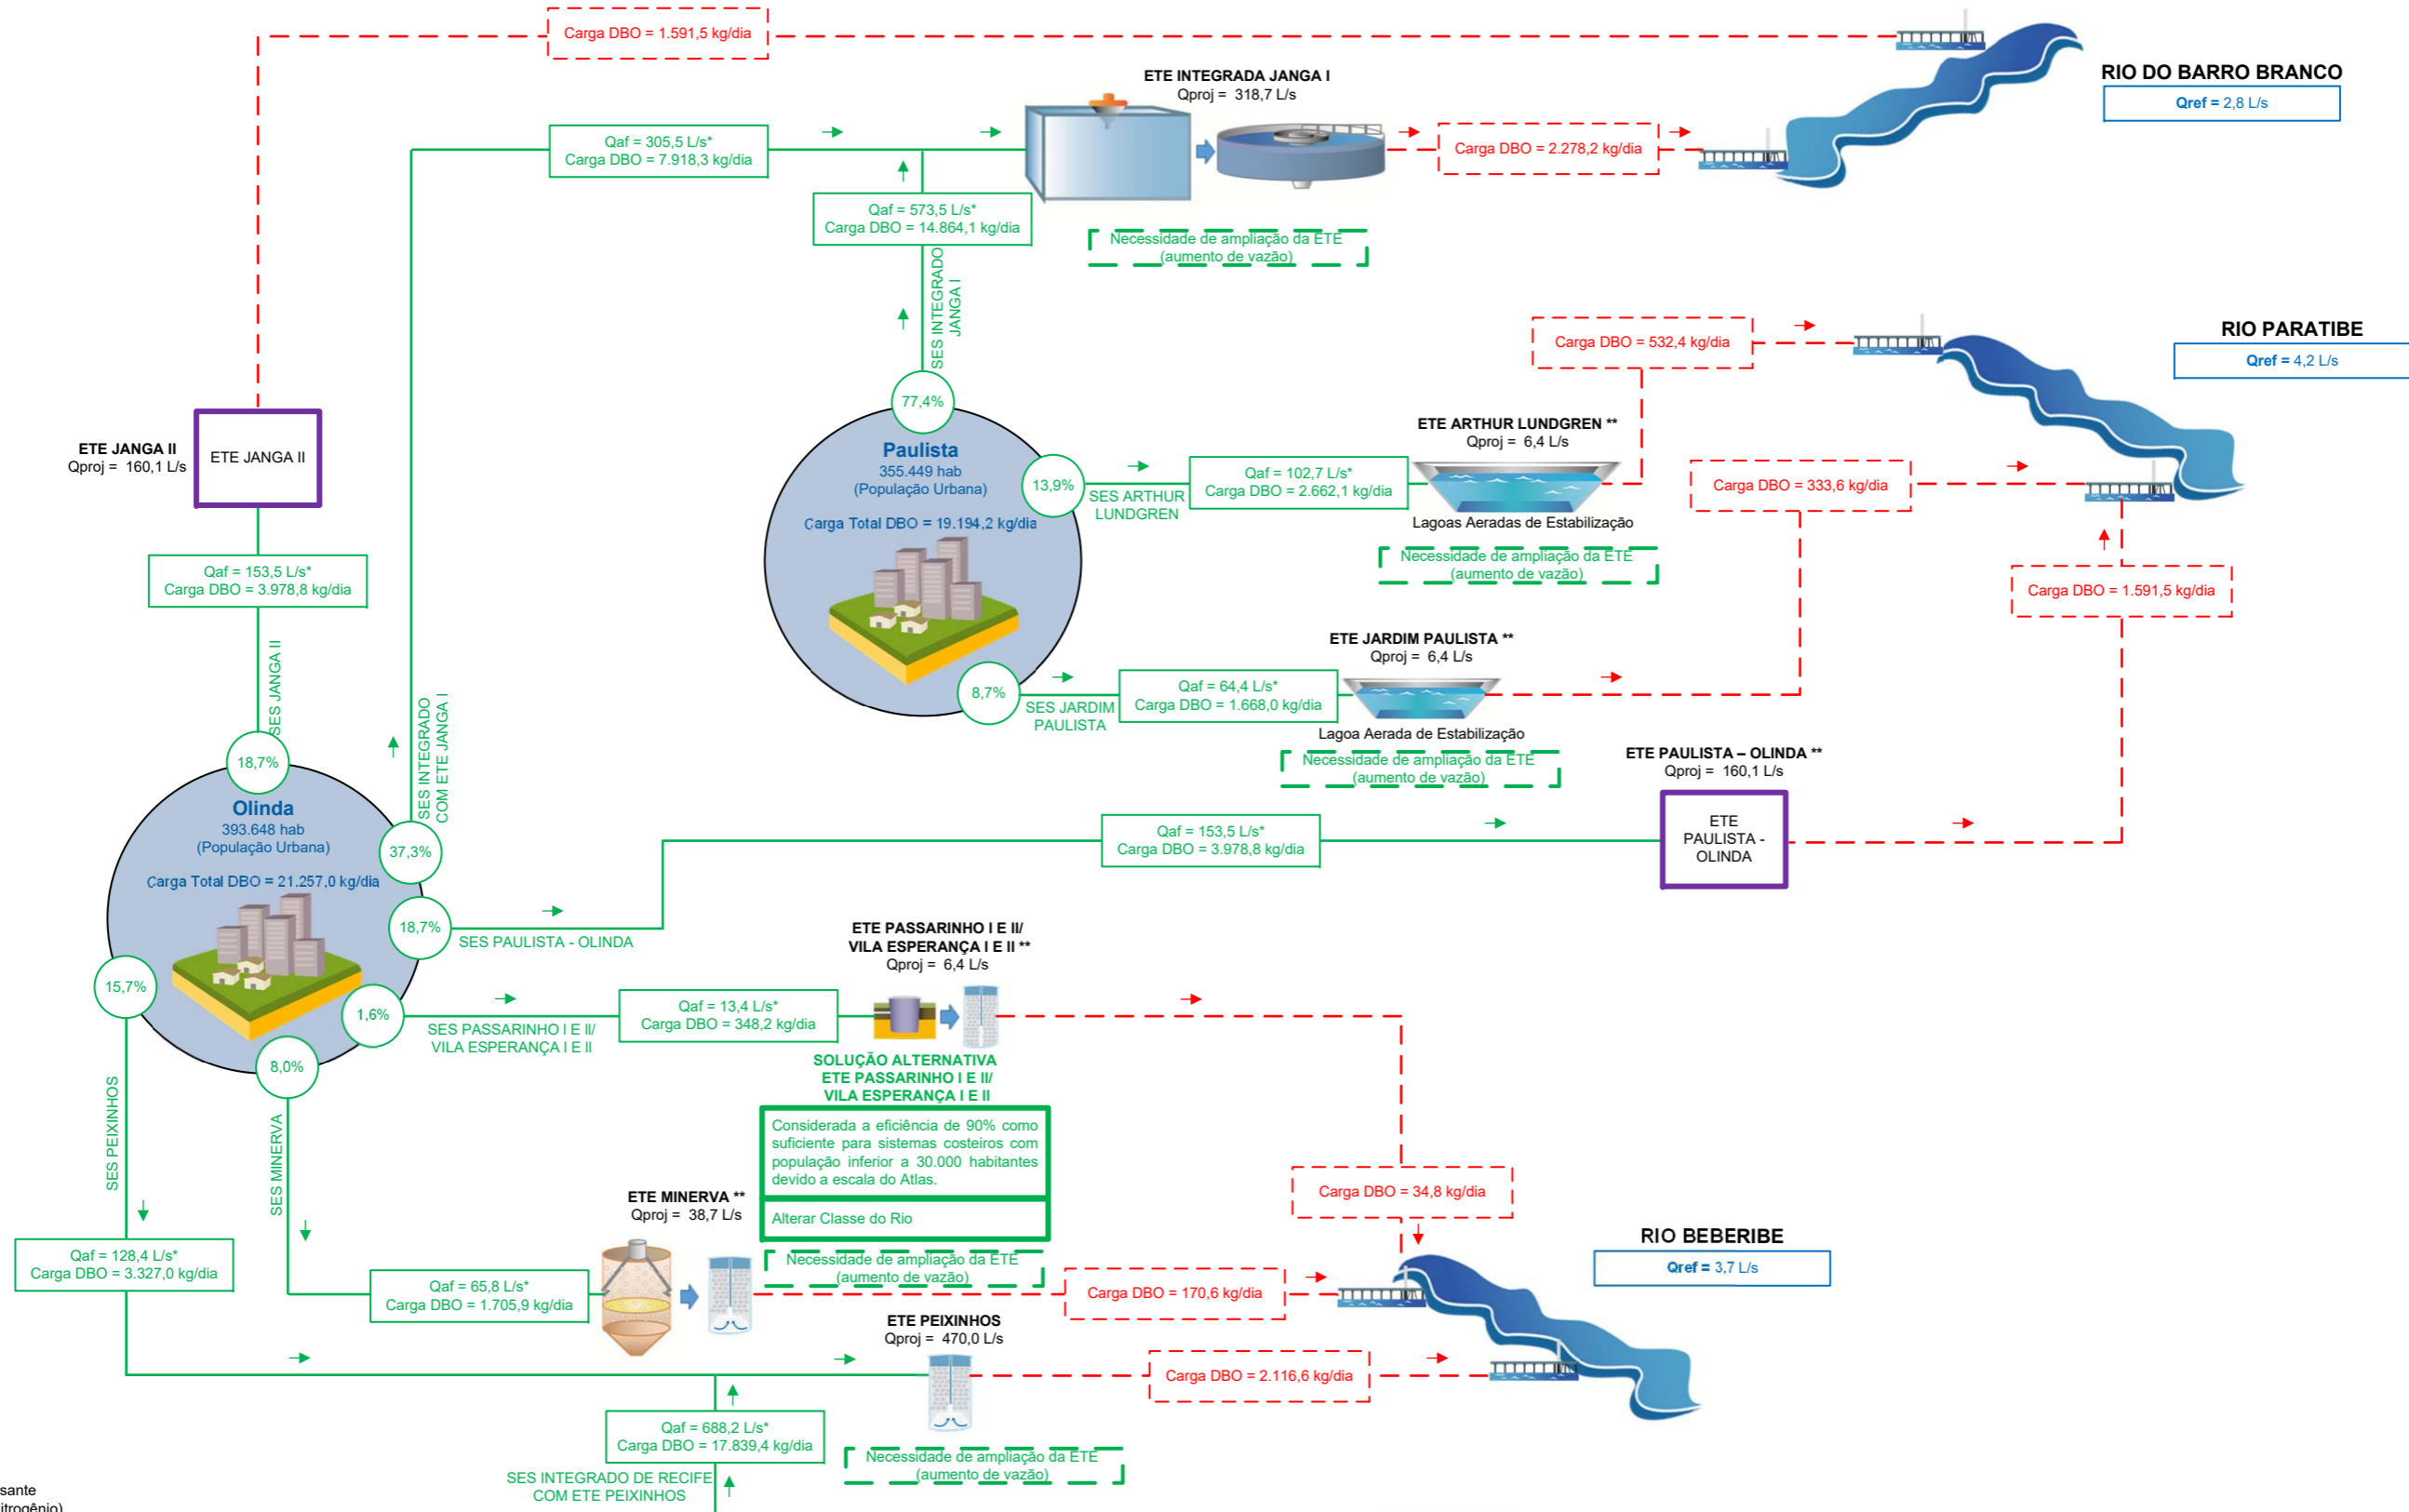 Carga DBO = 1.591,5 kg/dia
RIO DO BARRO BRANCO
Qref = 2,8 L/s
ETE INTEGRADA JANGA I
Qproj = 318,7 L/s
Qaf = 305,5 L/s*
Carga DBO = 7.918,3 kg/dia
Carga DBO = 2.278,2 kg/dia
Qaf = 573,5 L/s*
Carga DBO = 14.864,1 kg/dia
Necessidade de ampliação da ETE
(aumento de vazão)
SES INTEGRADO
JANGA I
RIO PARATIBE
Qref = 4,2 L/s
Carga DBO = 532,4 kg/dia
77,4%
Paulista
355.449 hab
(População Urbana)
Carga Total DBO = 19.194,2 kg/dia
13,9%
SES ARTHUR
LUNDGREN
Qaf = 102,7 L/s*
Carga DBO = 2.662,1 kg/dia
ETE ARTHUR LUNDGREN **
Qproj = 6,4 L/s
Lagoas Aeradas de Estabilização
Necessidade de ampliação da ETE
(aumento de vazão)
Carga DBO = 333,6 kg/dia
Carga DBO = 1.591,5 kg/dia
ETE JANGA II
Qproj = 160,1 L/s
ETE JANGA II
Qaf = 153,5 L/s*
Carga DBO = 3.978,8 kg/dia
SES JANGA II
SES INTEGRADO
COM ETE JANGA I
8,7%
SES JARDIM
PAULISTA
Qaf = 64,4 L/s*
Carga DBO = 1.668,0 kg/dia
ETE JARDIM PAULISTA **
Qproj = 6,4 L/s
Lagoa Aerada de Estabilização
Necessidade de ampliação da ETE
(aumento de vazão)
ETE PAULISTA – OLINDA **
Qproj = 160,1 L/s
ETE
PAULISTA -
OLINDA
Qaf = 153,5 L/s*
Carga DBO = 3.978,8 kg/dia
18,7%
Olinda
393.648 hab
(População Urbana)
Carga Total DBO = 21.257,0 kg/dia
37,3%
18,7%
SES PAULISTA - OLINDA
15,7%
1,6%
8,0%
SES PASSARINHO I E II/
VILA ESPERANÇA I E II
Qaf = 13,4 L/s*
Carga DBO = 348,2 kg/dia
ETE PASSARINHO I E II/
VILA ESPERANÇA I E II **
Qproj = 6,4 L/s
SOLUÇÃO ALTERNATIVA
ETE PASSARINHO I E II/
VILA ESPERANÇA I E II
Considerada a eficiência de 90% como
suficiente para sistemas costeiros com
população inferior a 30.000 habitantes
devido a escala do Atlas.
Alterar Classe do Rio
Necessidade de ampliação da ETE
(aumento de vazão)
Carga DBO = 34,8 kg/dia
SES PEIXINHOS
SES MINERVA
ETE MINERVA **
Qproj = 38,7 L/s
Qaf = 128,4 L/s*
Carga DBO = 3.327,0 kg/dia
Qaf = 65,8 L/s*
Carga DBO = 1.705,9 kg/dia
Carga DBO = 170,6 kg/dia
RIO BEBERIBE
Qref = 3,7 L/s
ETE PEIXINHOS
Qproj = 470,0 L/s
Carga DBO = 2.116,6 kg/dia
Qaf = 688,2 L/s*
Carga DBO = 17.839,4 kg/dia
Necessidade de ampliação da ETE
(aumento de vazão)
SES INTEGRADO DE RECIFE
COM ETE PEIXINHOS
sante
itrogênio)